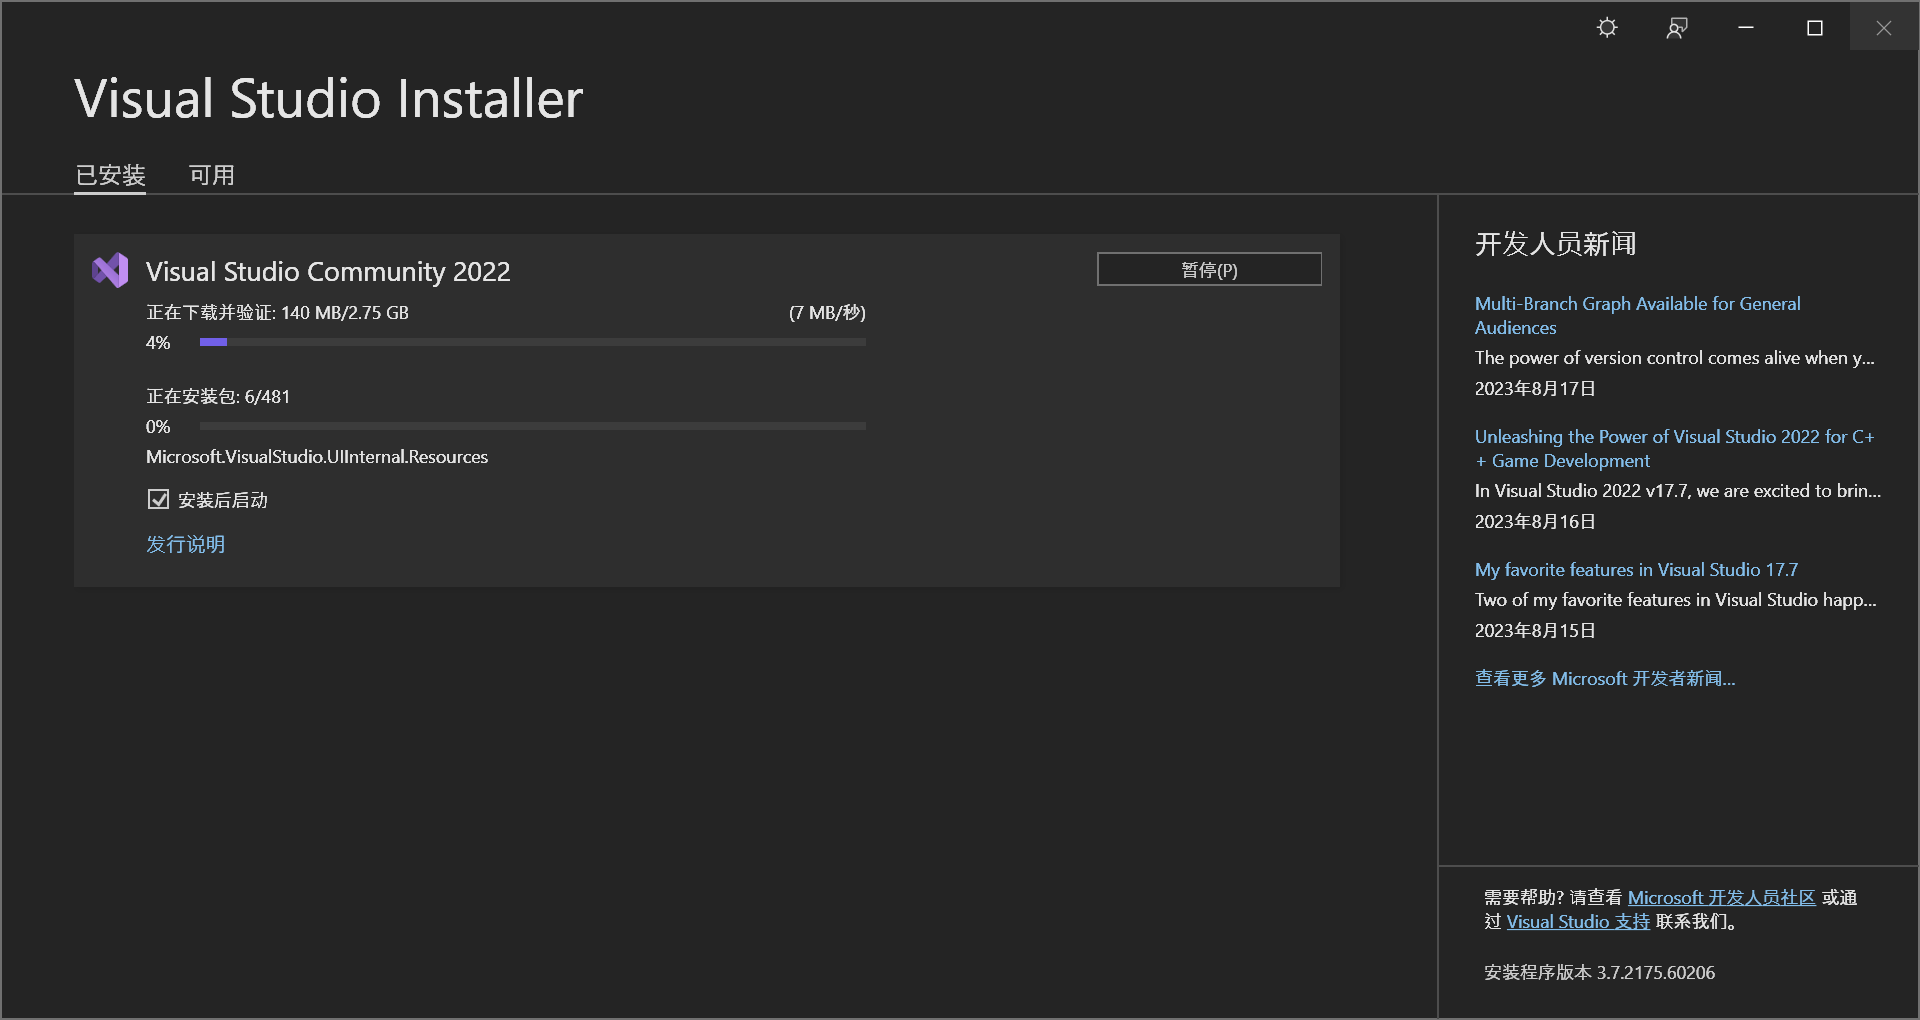 Visual Studio Installer
已安装 可用
Visual Studio Community 2022
暂停(P)
正在下载并验证: 140 MB/2.75 GB (7 MB/秒)
4%
正在安装包: 6/481
0%
Microsoft.VisualStudio.UIInternal.Resources
安装后启动
发行说明
开发人员新闻
Multi-Branch Graph Available for General
Audiences
The power of version control comes alive when y...
2023年8月17日
Unleashing the Power of Visual Studio 2022 for C+
+ Game Development
In Visual Studio 2022 v17.7, we are excited to brin...
2023年8月16日
My favorite features in Visual Studio 17.7
Two of my favorite features in Visual Studio happ...
2023年8月15日
查看更多 Microsoft 开发者新闻...
需要帮助? 请查看 Microsoft 开发人员社区 或通
过 Visual Studio 支持 联系我们。
安装程序版本 3.7.2175.60206